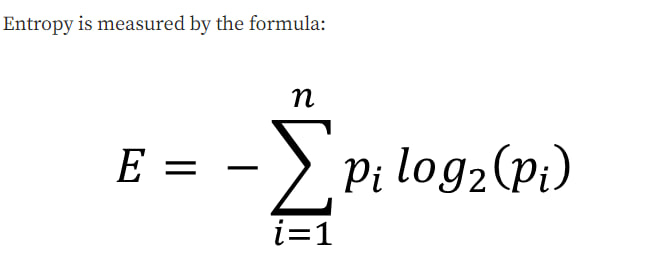 Entropy is measured by the formula:
n
E = − ∑ pᵢ log₂(pᵢ)
i=1